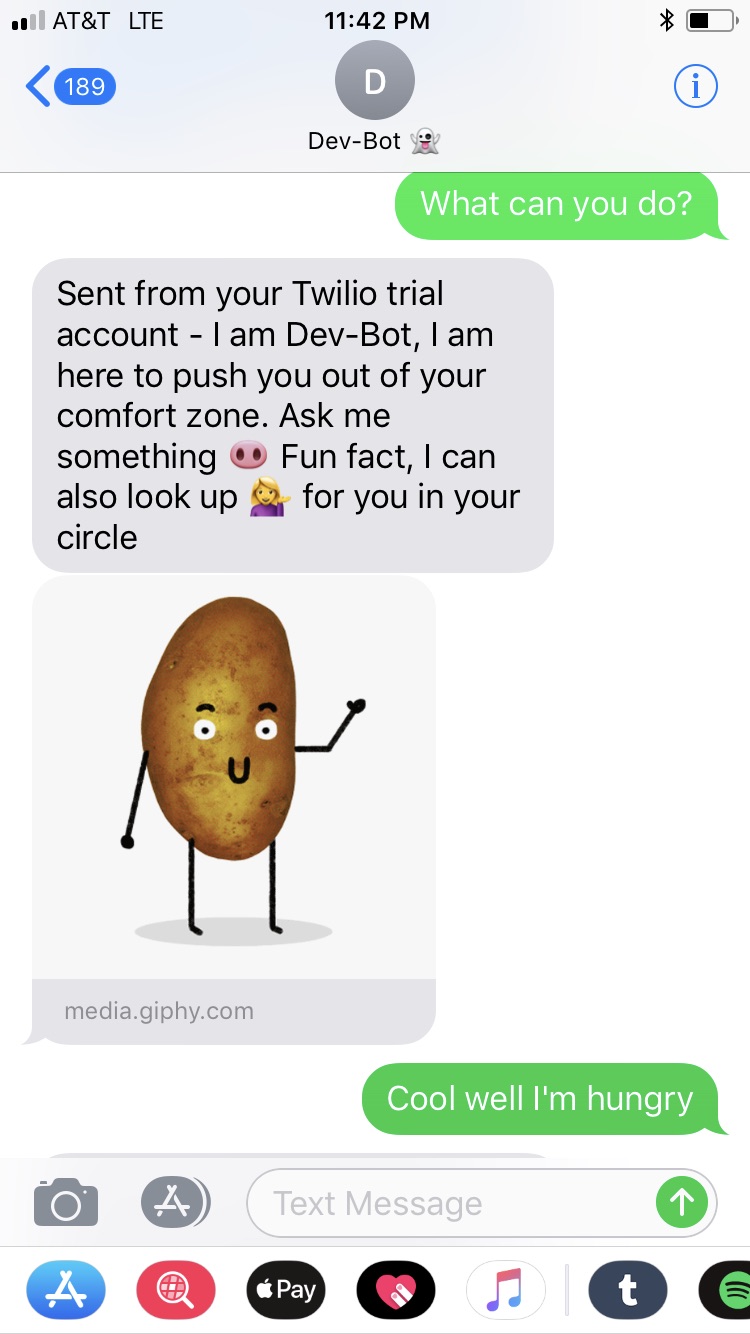 AT&T LTE 11:42 PM
189
D
Dev-Bot 👻
What can you do?
Sent from your Twilio trial
account - I am Dev-Bot, I am
here to push you out of your
comfort zone. Ask me
something 🐽 Fun fact, I can
also look up 💁‍♀️ for you in your
circle
media.giphy.com
Cool well I'm hungry
Text Message
Pay
t